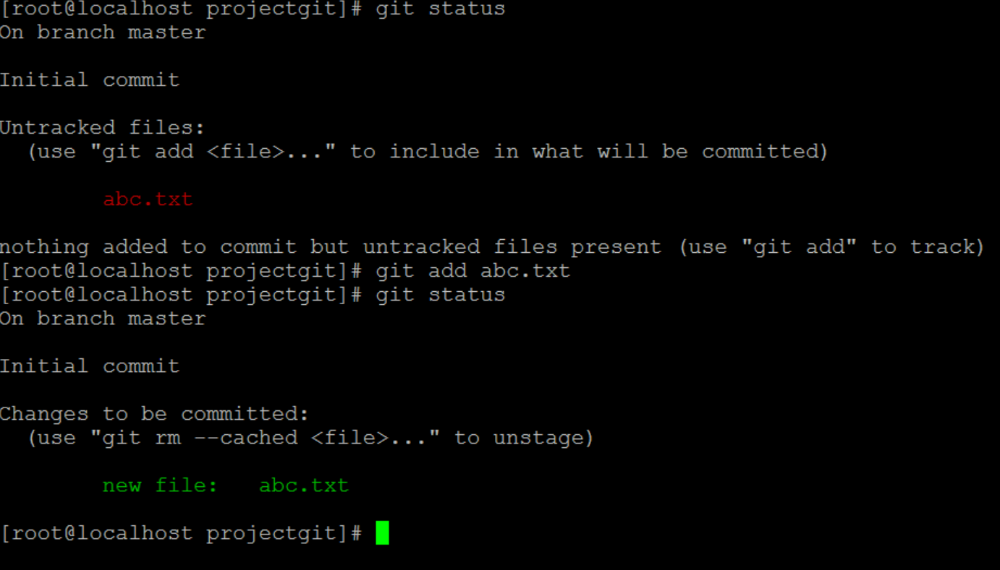 [root@localhost projectgit]# git status
On branch master
Initial commit
Untracked files:
  (use "git add <file>..." to include in what will be committed)
        abc.txt
nothing added to commit but untracked files present (use "git add" to track)
[root@localhost projectgit]# git add abc.txt
[root@localhost projectgit]# git status
On branch master
Initial commit
Changes to be committed:
  (use "git rm --cached <file>..." to unstage)
        new file:   abc.txt
[root@localhost projectgit]#